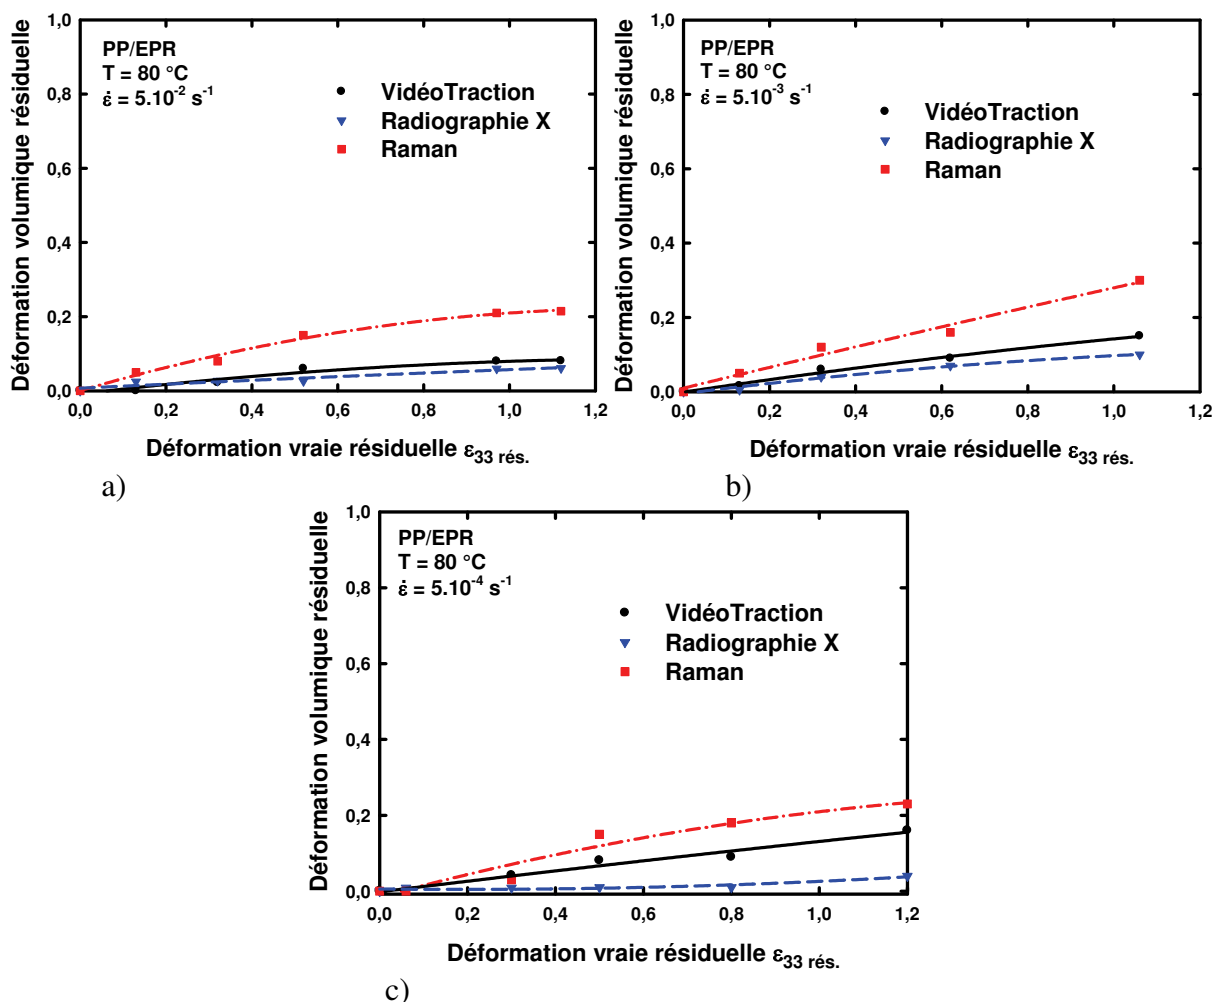 PP/EPR
T = 80 °C
ε̇ = 5.10⁻² s⁻¹
VidéoTraction
Radiographie X
Raman
Déformation volumique résiduelle
1,0
0,8
0,6
0,4
0,2
0,0
0,0 0,2 0,4 0,6 0,8 1,0 1,2
Déformation vraie résiduelle ε33 rés.
a)
PP/EPR
T = 80 °C
ε̇ = 5.10⁻³ s⁻¹
VidéoTraction
Radiographie X
Raman
Déformation volumique résiduelle
1,0
0,8
0,6
0,4
0,2
0,0
0,0 0,2 0,4 0,6 0,8 1,0 1,2
Déformation vraie résiduelle ε33 rés.
b)
PP/EPR
T = 80 °C
ε̇ = 5.10⁻⁴ s⁻¹
VidéoTraction
Radiographie X
Raman
Déformation volumique résiduelle
1,0
0,8
0,6
0,4
0,2
0,0
0,0 0,2 0,4 0,6 0,8 1,0 1,2
Déformation vraie résiduelle ε33 rés.
c)